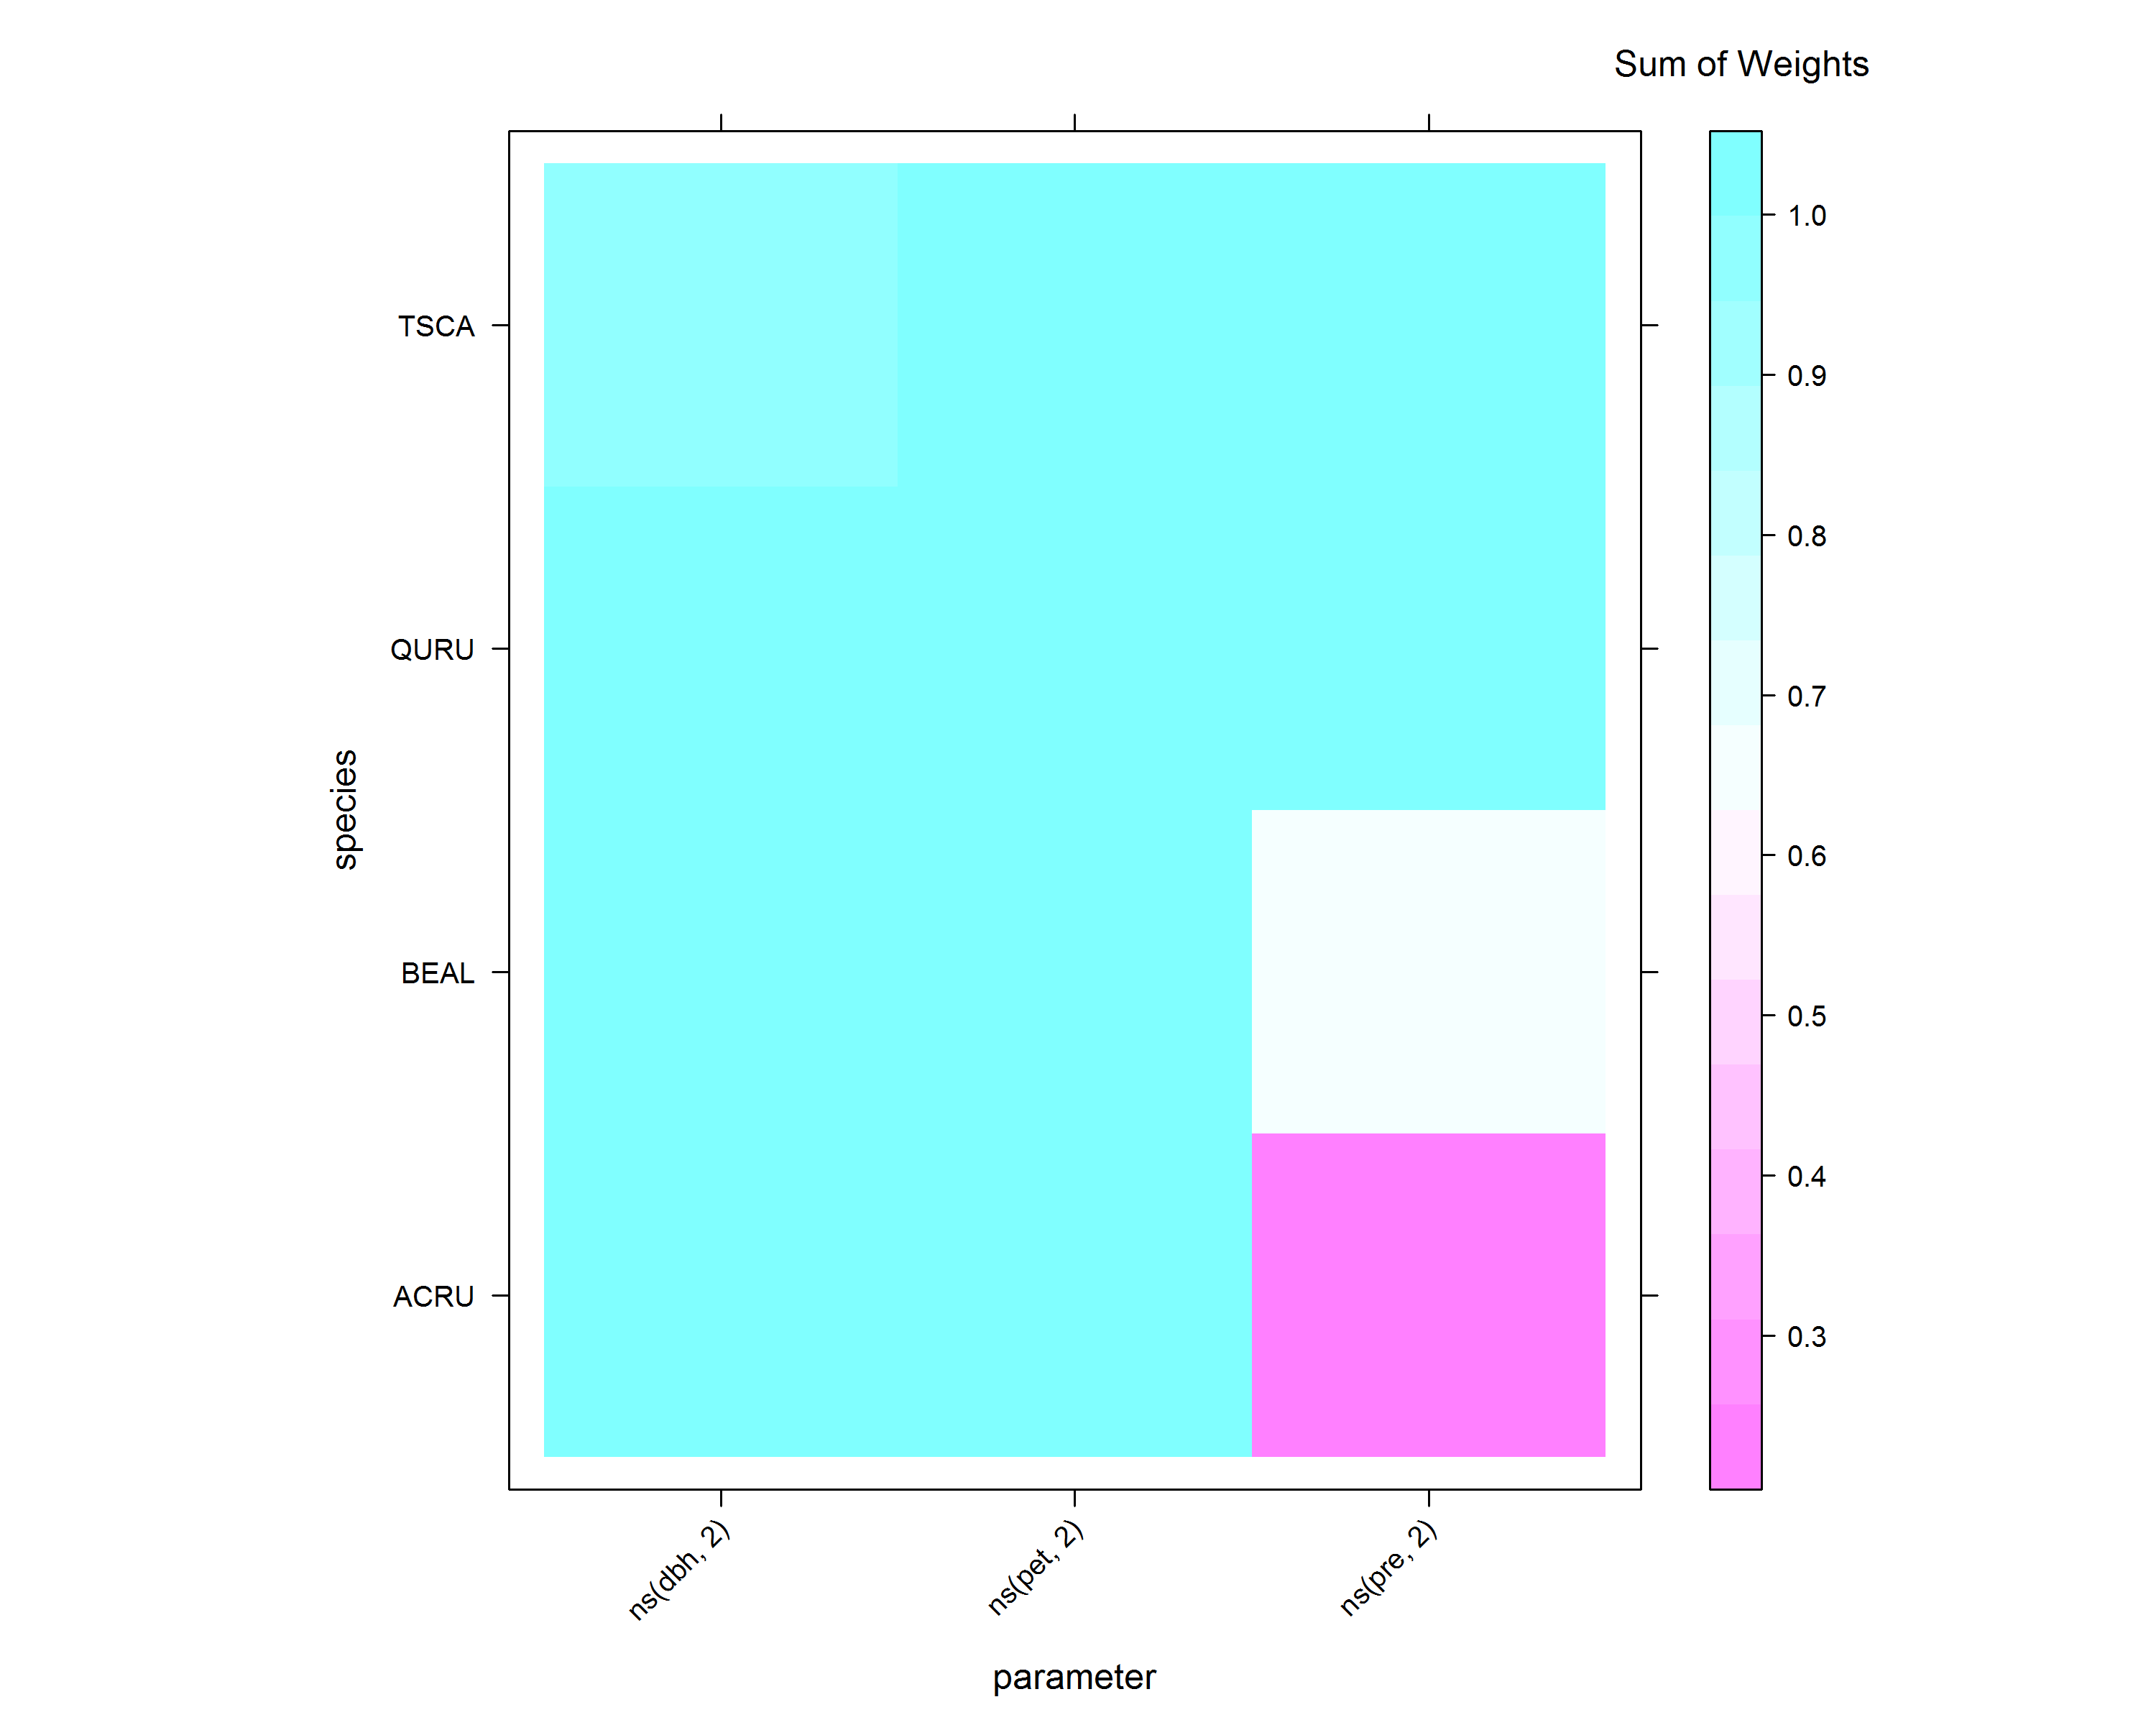 Sum of Weights
1.0
0.9
0.8
0.7
0.6
0.5
0.4
0.3
species
TSCA
QURU
BEAL
ACRU
ns(dbh, 2)
ns(pet, 2)
ns(pre, 2)
parameter